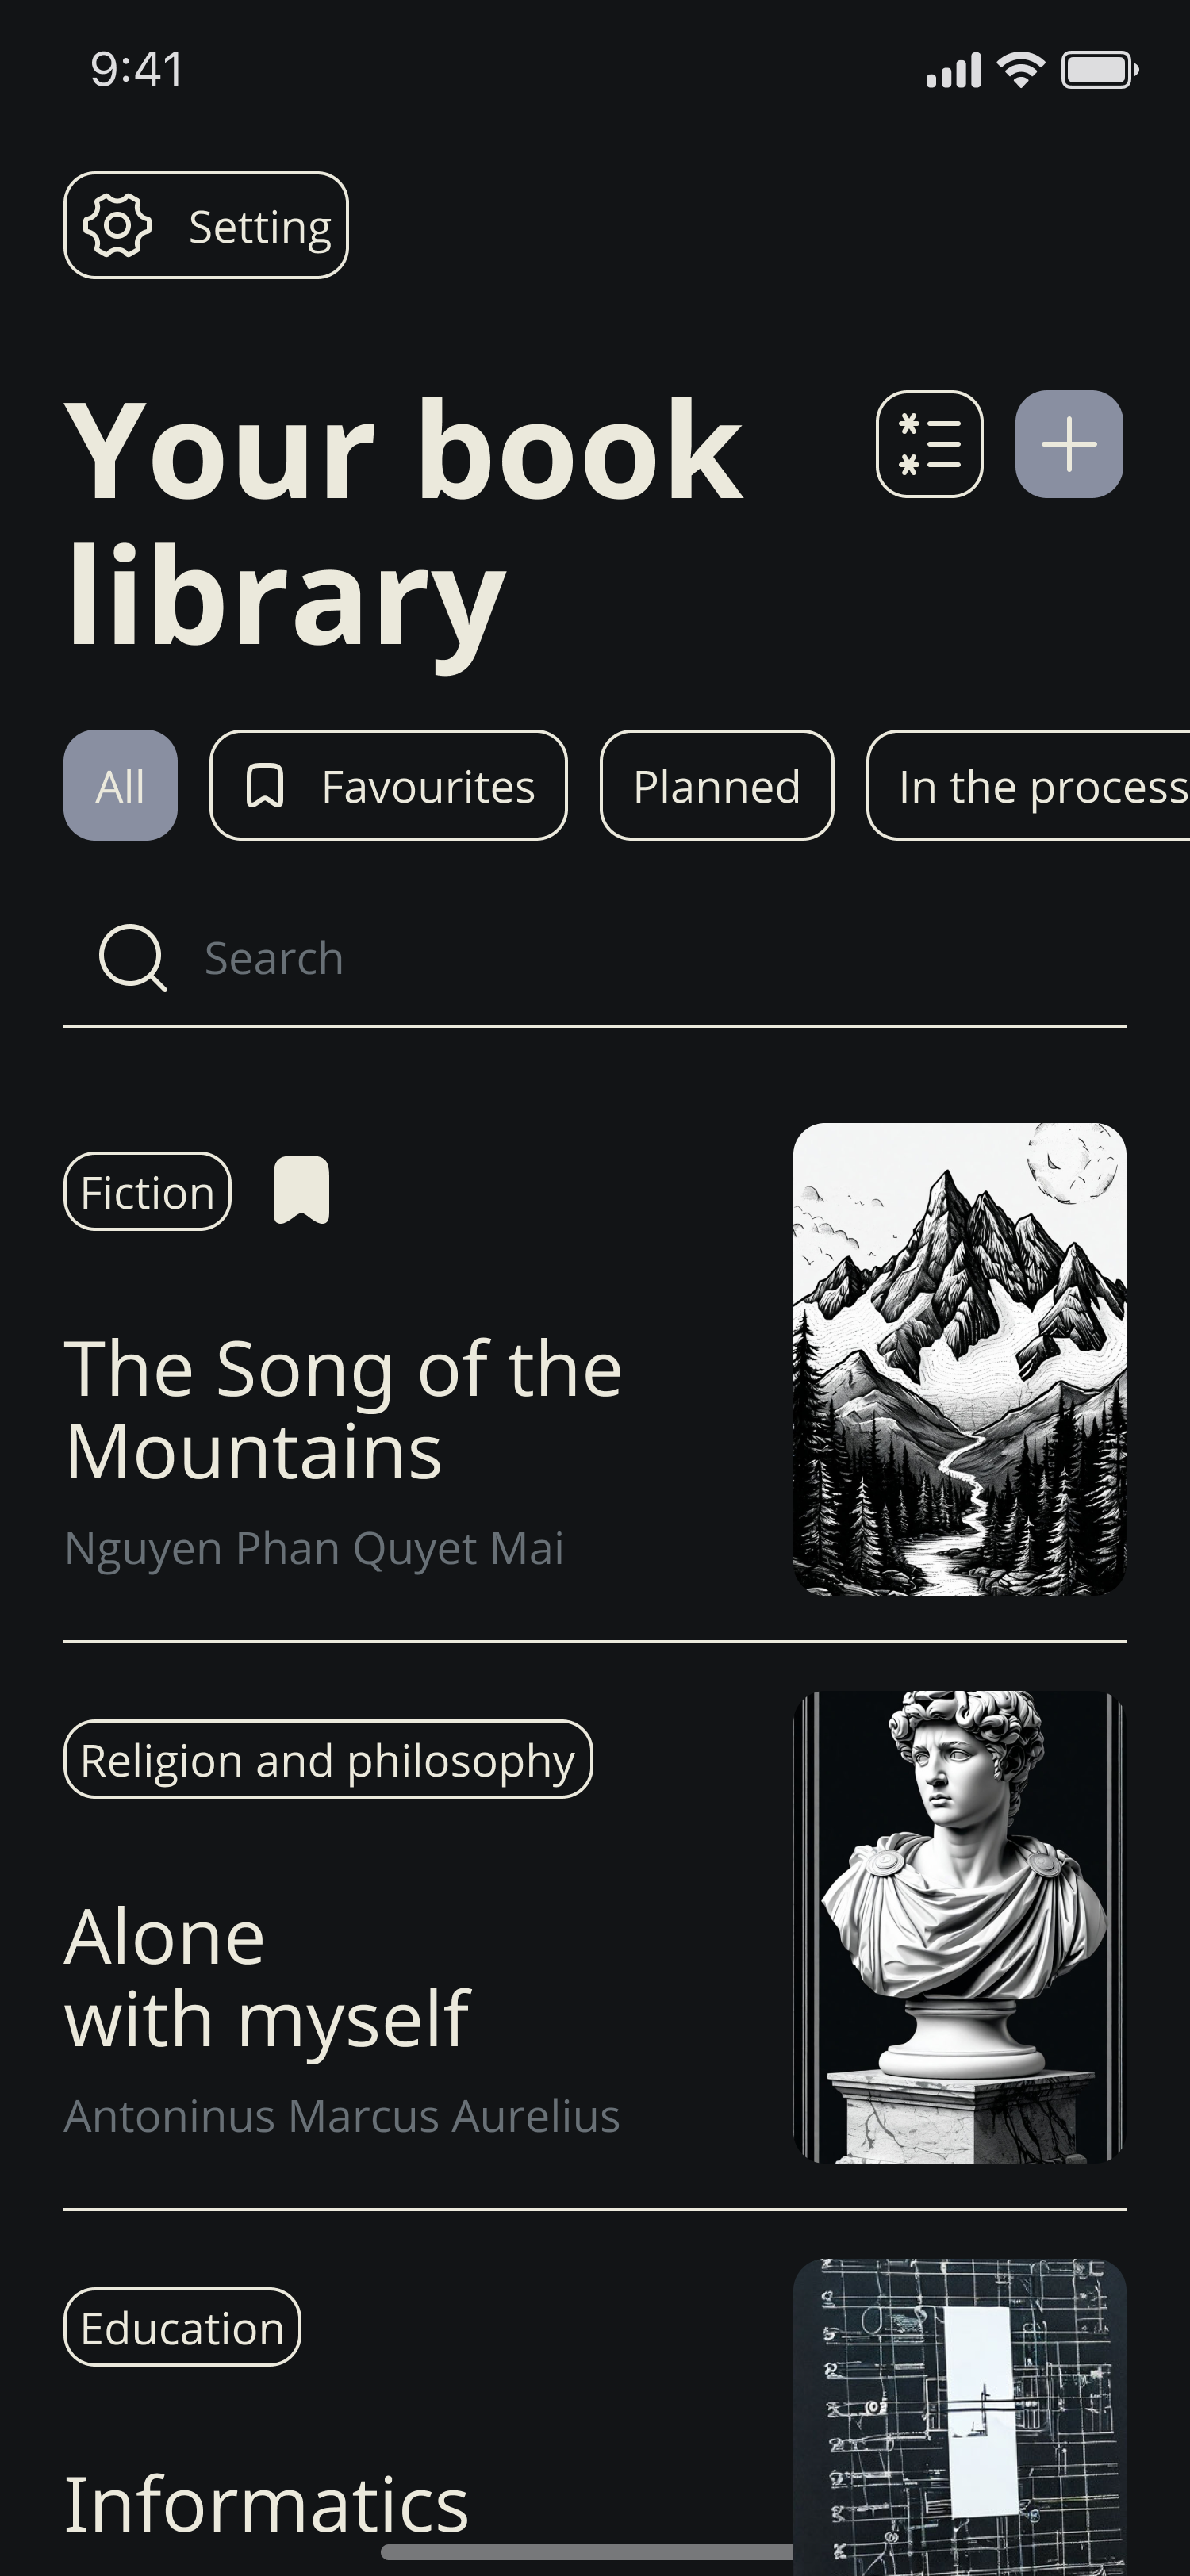 9:41
Setting
Your book
library
All
Favourites
Planned
In the process
Search
Fiction
The Song of the
Mountains
Nguyen Phan Quyet Mai
Religion and philosophy
Alone
with myself
Antoninus Marcus Aurelius
Education
Informatics